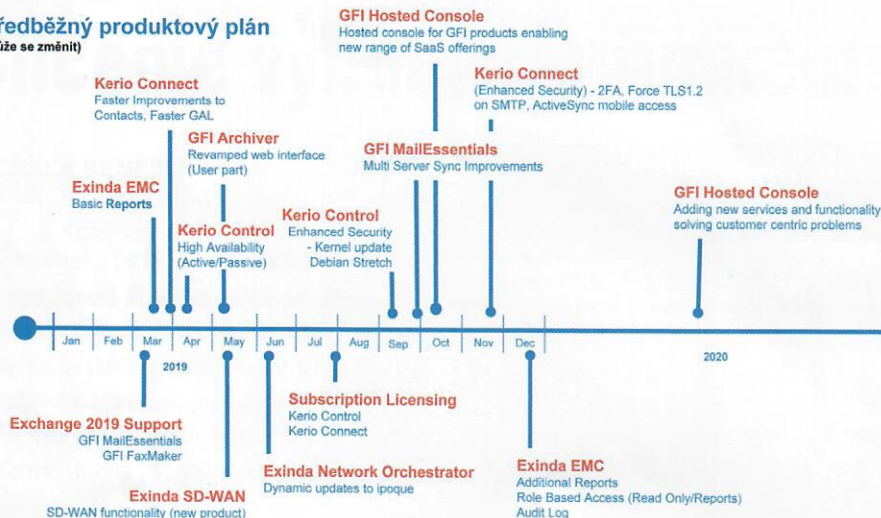 ředběžný produktový plán
ůže se změnit)
GFI Hosted Console
Hosted console for GFI products enabling
new range of SaaS offerings
Kerio Connect
Faster Improvements to
Contacts, Faster GAL
Kerio Connect
(Enhanced Security) - 2FA, Force TLS1.2
on SMTP, ActiveSync mobile access
GFI Archiver
Revamped web interface
(User part)
GFI MailEssentials
Multi Server Sync Improvements
Exinda EMC
Basic Reports
GFI Hosted Console
Adding new services and functionality
solving customer centric problems
Kerio Control
High Availability
(Active/Passive)
Kerio Control
Enhanced Security
- Kernel update
Debian Stretch
Jan Feb Mar Apr May Jun Jul Aug Sep Oct Nov Dec
2019 2020
Exchange 2019 Support
GFI MailEssentials
GFI FaxMaker
Subscription Licensing
Kerio Control
Kerio Connect
Exinda SD-WAN
SD-WAN functionality (new product)
Exinda Network Orchestrator
Dynamic updates to ipoque
Exinda EMC
Additional Reports
Role Based Access (Read Only/Reports)
Audit Log